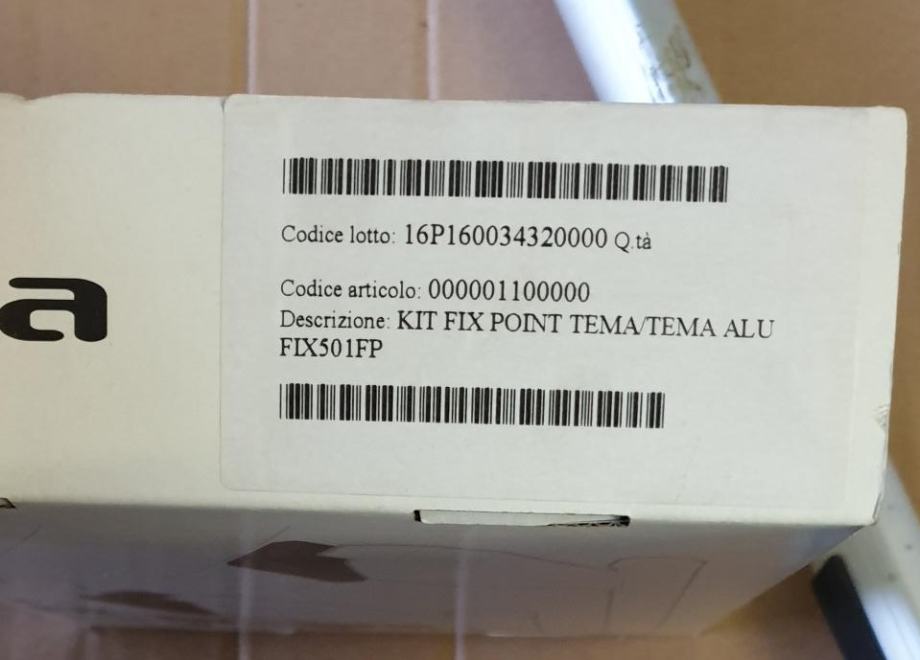 a
Codice lotto: 16P160034320000 Q.tà
Codice articolo: 000001100000
Descrizione: KIT FIX POINT TEMA/TEMA ALU
FIX501FP